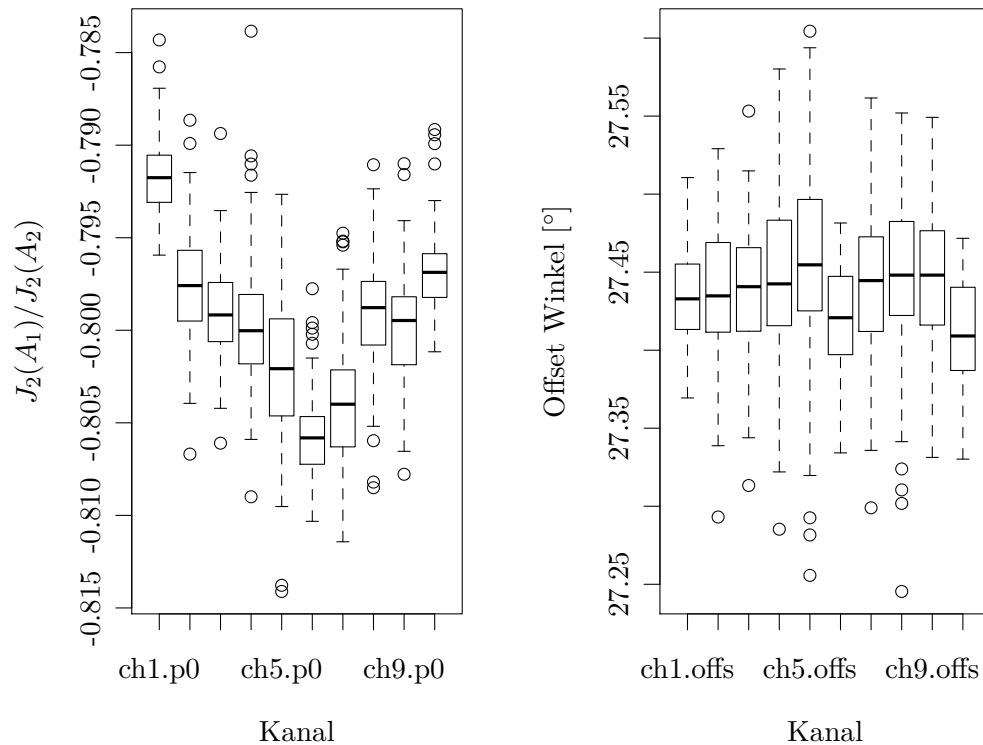 J₂(A₁)/J₂(A₂)
-0.785
-0.790
-0.795
-0.800
-0.805
-0.810
-0.815
ch1.p0 ch5.p0 ch9.p0
Kanal
Offset Winkel [°]
27.55
27.45
27.35
27.25
ch1.offs ch5.offs ch9.offs
Kanal